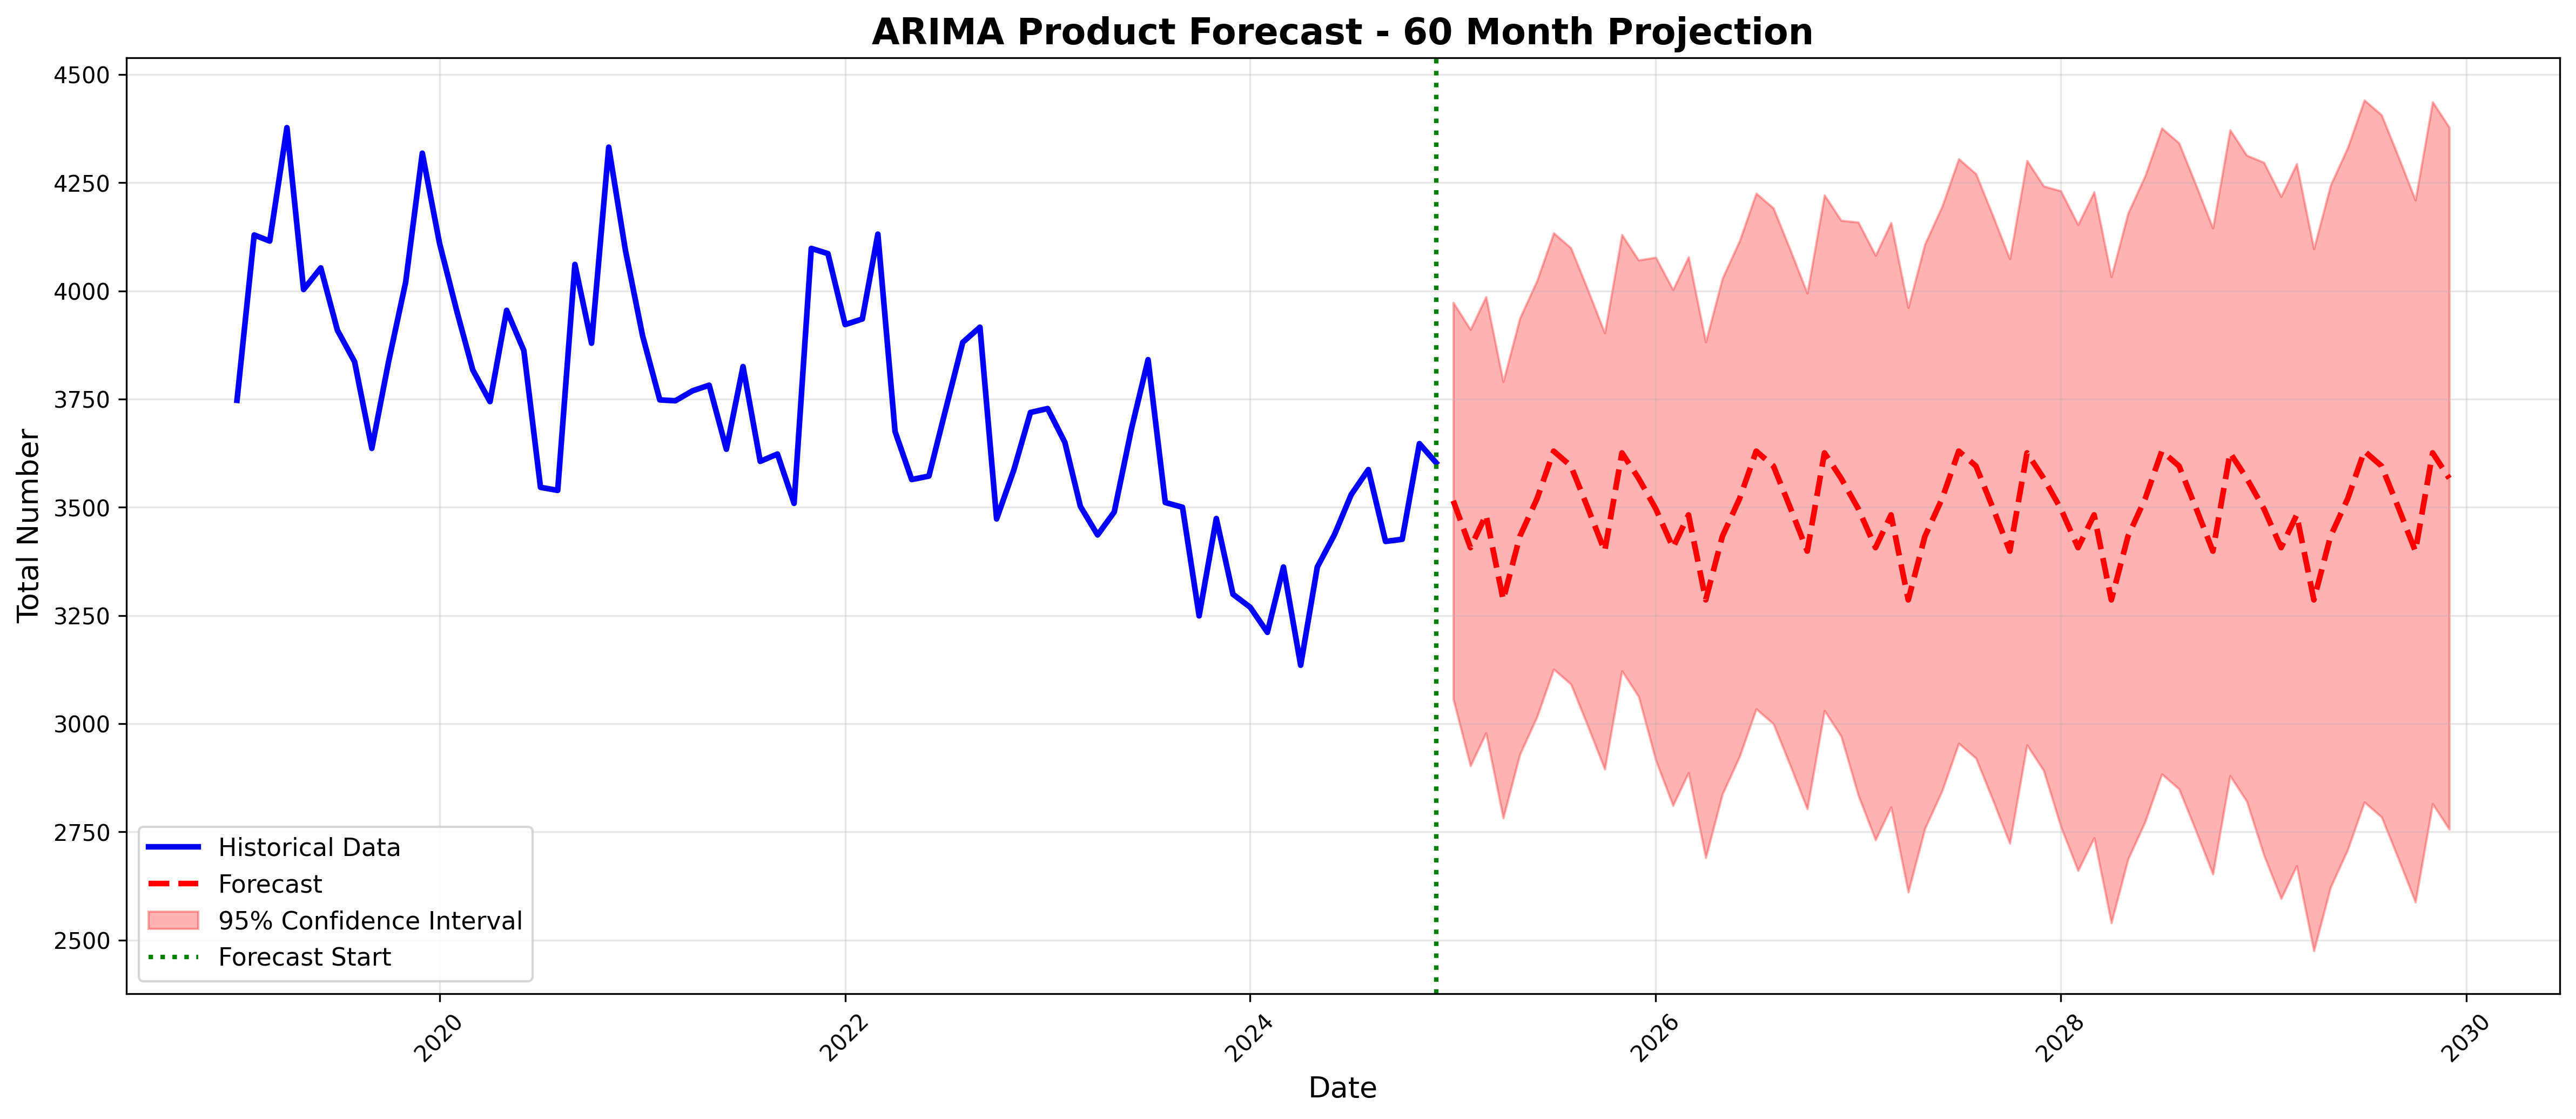 ARIMA Product Forecast - 60 Month Projection
Total Number
4500
4250
4000
3750
3500
3250
3000
2750
2500
Historical Data
Forecast
95% Confidence Interval
Forecast Start
2020
2022
2024
2026
2028
2030
Date